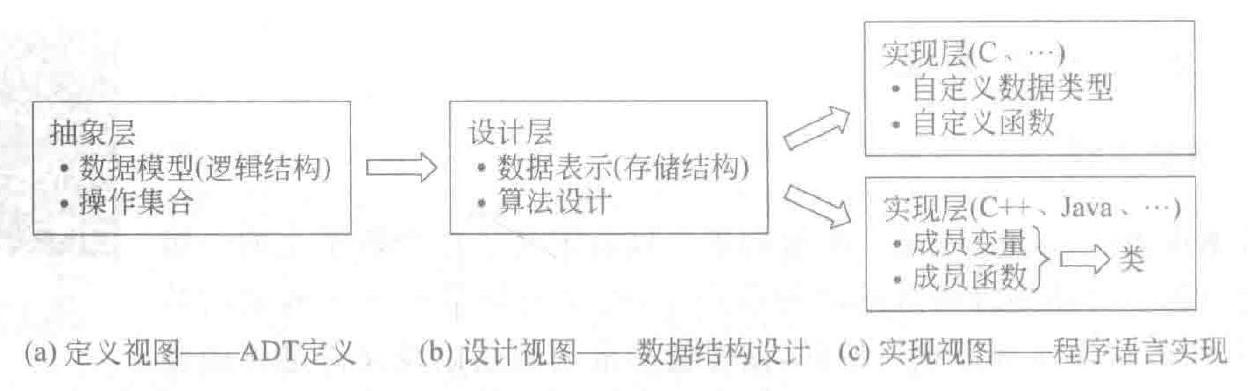 抽象层
• 数据模型(逻辑结构)
• 操作集合
设计层
• 数据表示(存储结构)
• 算法设计
实现层(C、…)
• 自定义数据类型
• 自定义函数
实现层(C++、Java、…)
• 成员变量
• 成员函数
类
(a) 定义视图——ADT定义
(b) 设计视图——数据结构设计
(c) 实现视图——程序语言实现